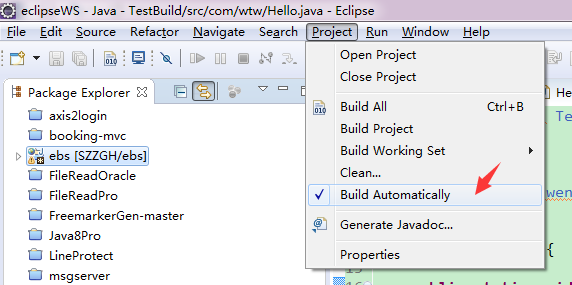 eclipseWS - Java - TestBuild/src/com/wtw/Hello.java - Eclipse
File Edit Source Refactor Navigate Search Project Run Window Help
Open Project
Close Project
Build All Ctrl+B
Build Project
Build Working Set
Clean...
Build Automatically
Generate Javadoc...
Properties
Package Explorer
axis2login
booking-mvc
ebs [SZZGH/ebs]
FileReadOracle
FileReadPro
FreemarkerGen-master
Java8Pro
LineProtect
msgserver
He
Te
wen
{